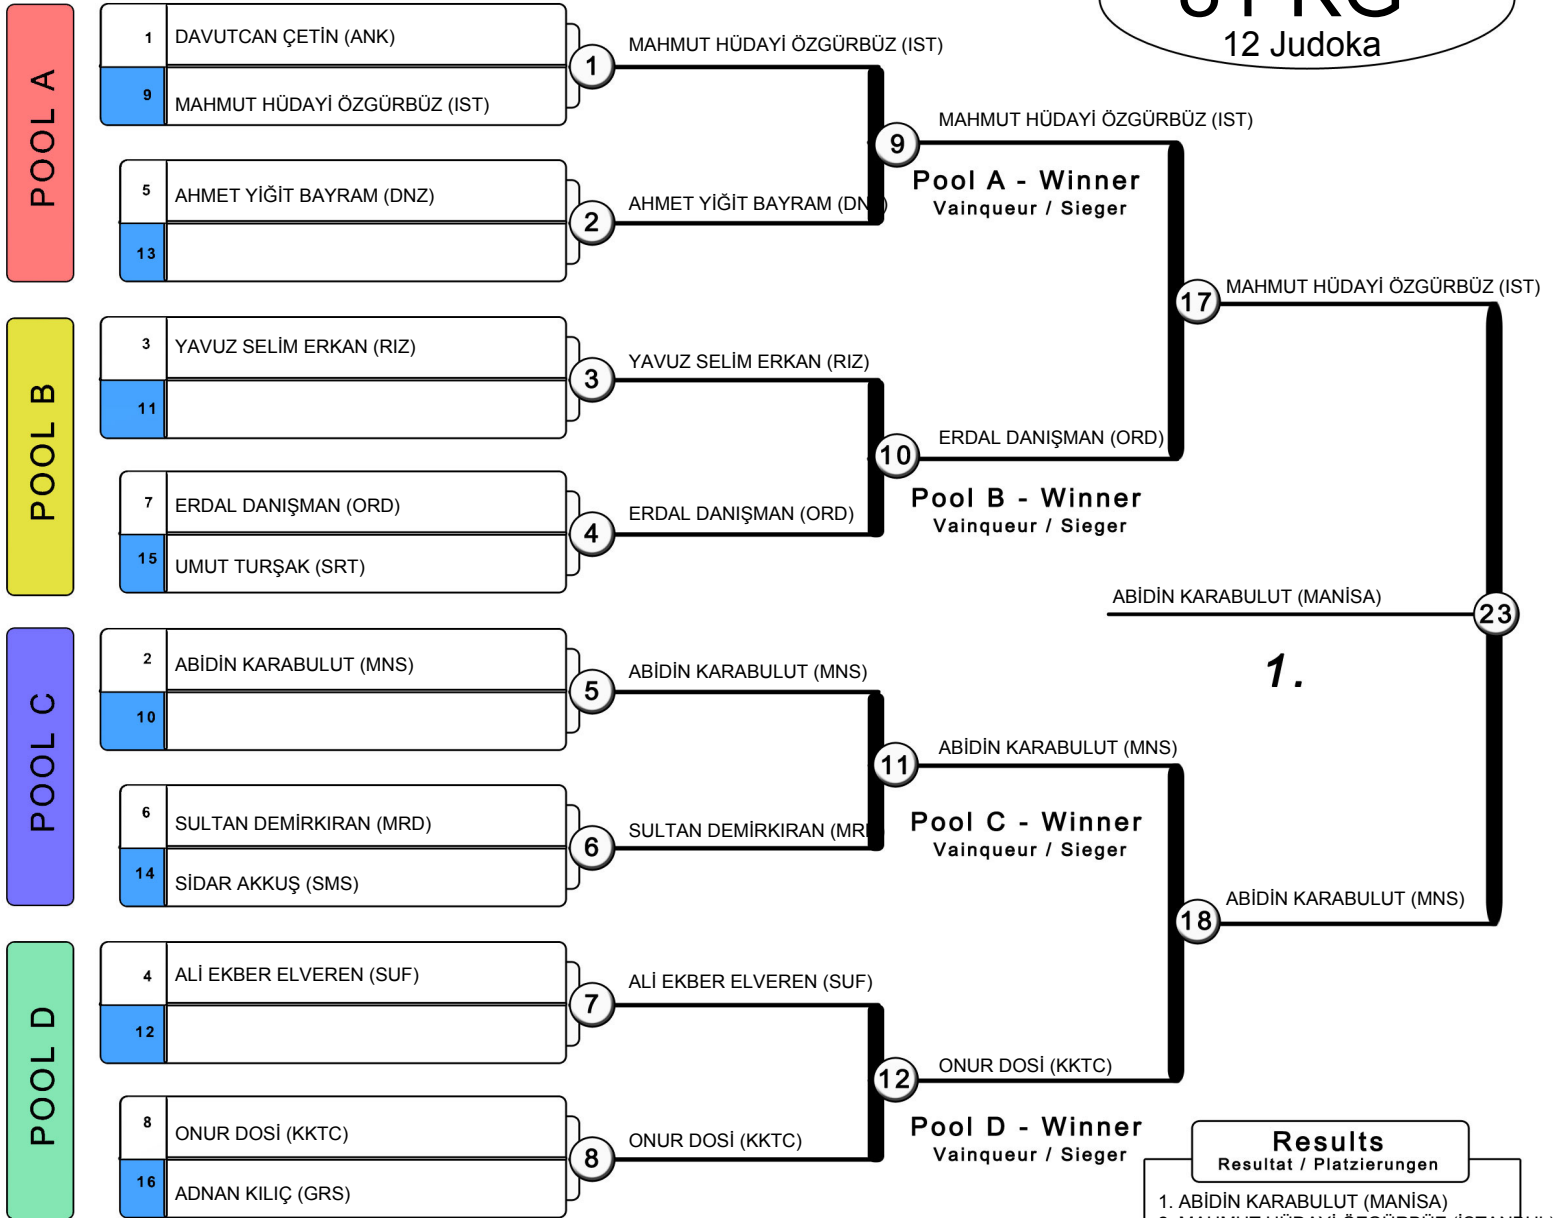 12 Judoka
POOL A
1 DAVUTCAN ÇETİN (ANK)
9 MAHMUT HÜDAYİ ÖZGÜRBÜZ (IST)
1
MAHMUT HÜDAYİ ÖZGÜRBÜZ (IST)
5 AHMET YİĞİT BAYRAM (DNZ)
13
2
AHMET YİĞİT BAYRAM
9
MAHMUT HÜDAYİ ÖZGÜRBÜZ (IST)
Pool A - Winner
Vainqueur / Sieger
POOL B
3 YAVUZ SELİM ERKAN (RIZ)
11
3
YAVUZ SELİM ERKAN (RIZ)
7 ERDAL DANIŞMAN (ORD)
15 UMUT TURŞAK (SRT)
4
ERDAL DANIŞMAN (ORD)
10
ERDAL DANIŞMAN (ORD)
Pool B - Winner
Vainqueur / Sieger
17
MAHMUT HÜDAYİ ÖZGÜRBÜZ (IST)
POOL C
2 ABİDİN KARABULUT (MNS)
10
5
ABİDİN KARABULUT (MNS)
6 SULTAN DEMİRKIRAN (MRD)
14 SİDAR AKKUŞ (SMS)
6
SULTAN DEMİRKIRAN
11
ABİDİN KARABULUT (MNS)
Pool C - Winner
Vainqueur / Sieger
POOL D
4 ALİ EKBER ELVEREN (SUF)
12
7
ALİ EKBER ELVEREN (SUF)
8 ONUR DOSİ (KKTC)
16 ADNAN KILIÇ (GRS)
8
ONUR DOSİ (KKTC)
12
ONUR DOSİ (KKTC)
Pool D - Winner
Vainqueur / Sieger
18
ABİDİN KARABULUT (MNS)
23
ABİDİN KARABULUT (MANİSA)
1.
Results
Resultat / Platzierungen
1. ABİDİN KARABULUT (MANİSA)